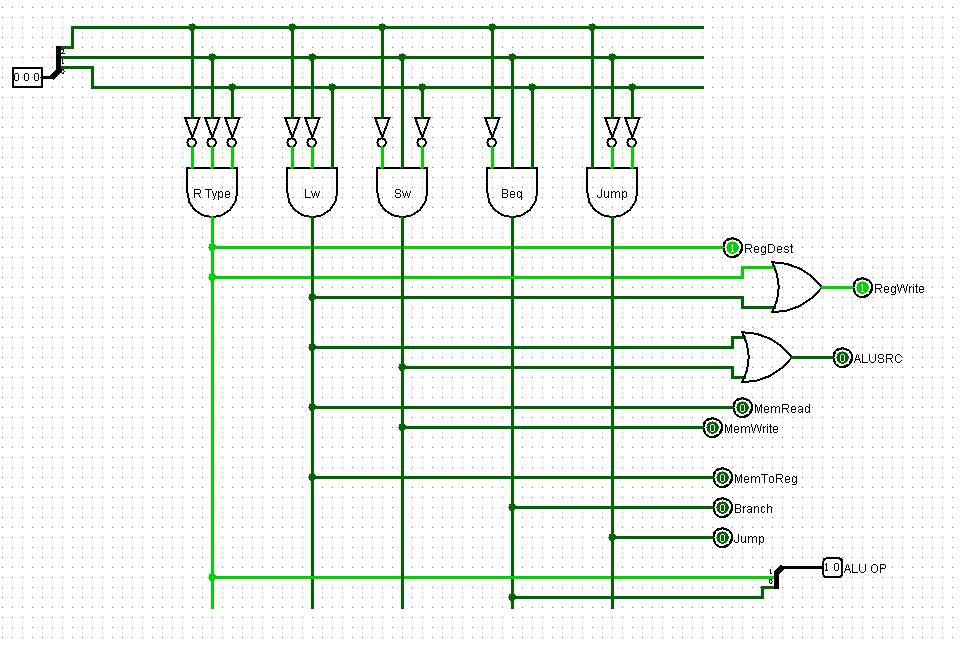 0 0 0
R Type
Lw
Sw
Beq
Jump
1 RegDest
1 RegWrite
0 ALUSRC
0 MemRead
0 MemWrite
0 MemToReg
0 Branch
0 Jump
1 0 ALU OP